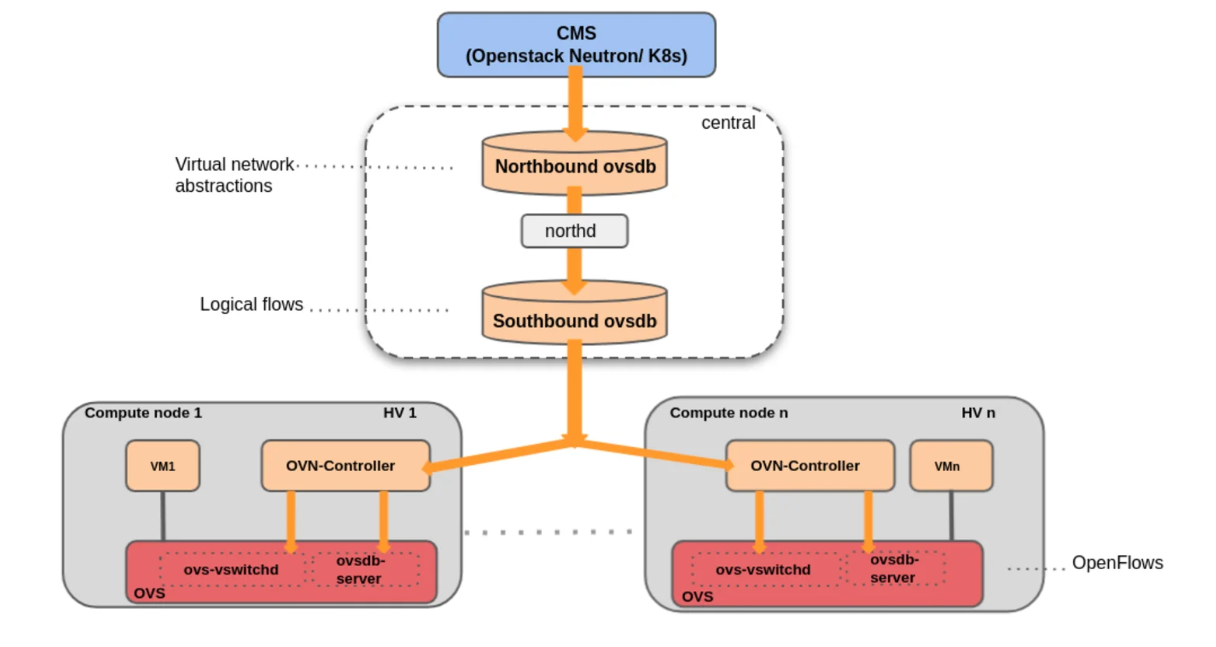 CMS
(Openstack Neutron/ K8s)
central
Northbound ovsdb
Virtual network
abstractions
northd
Logical flows
Southbound ovsdb
Compute node 1
HV 1
VM1
OVN-Controller
ovs-vswitchd
ovsdb-
server
OVS
Compute node n
HV n
OVN-Controller
VMn
ovs-vswitchd
ovsdb-
server
OVS
OpenFlows